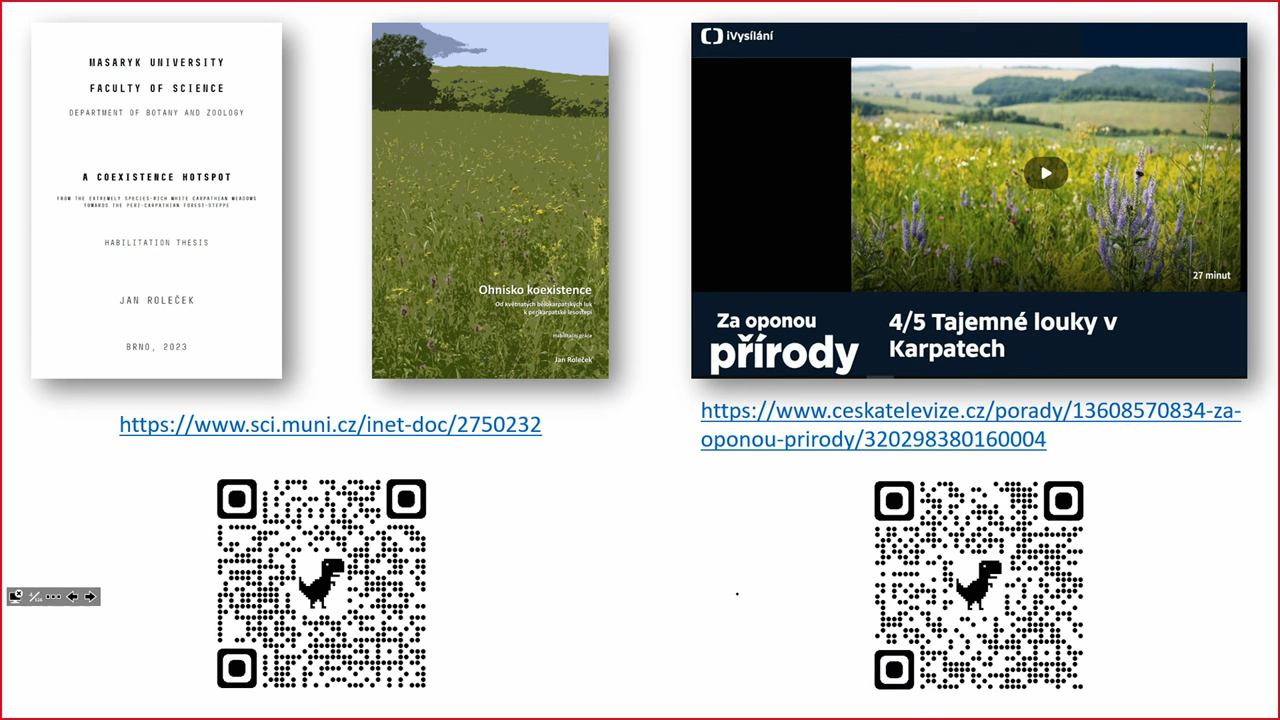 MASARYK UNIVERSITY
FACULTY OF SCIENCE
DEPARTMENT OF BOTANY AND ZOOLOGY
A COEXISTENCE HOTSPOT
FROM THE EXTREMELY SPECIES-RICH WHITE CARPATHIAN MEADOWS
TOWARDS THE PERI-CARPATHIAN FOREST-STEPPE
HABILITATION THESIS
JAN ROLEČEK
BRNO, 2023
Ohnisko koexistence
Od květnatých bělokarpatských luk
k perikarpatské lesostepi
Habilitační práce
Jan Roleček
https://www.sci.muni.cz/inet-doc/2750232
iVysílání
27 minut
Za oponou
přírody
4/5 Tajemné louky v
Karpatech
https://www.ceskatelevize.cz/porady/13608570834-za-
oponou-prirody/320298380160004